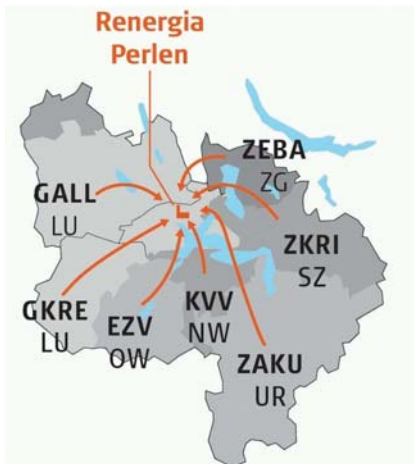 Renergia
Perlen
ZEBA
ZG
GALL
LU
ZKRI
SZ
GKRE
LU
EZV
OW
KVV
NW
ZAKU
UR